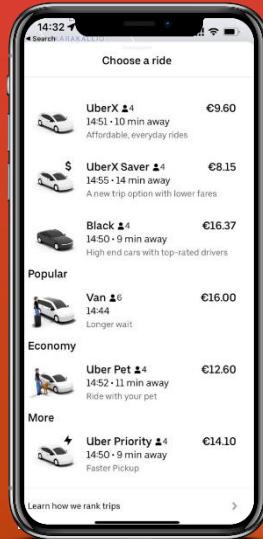 14:32
Search KARAKALLIO
Choose a ride
UberX 4 €9.60
14:51 • 10 min away
Affordable, everyday rides
$
UberX Saver 4 €8.15
14:55 • 14 min away
A new trip option with lower fares
Black 4 €16.37
14:50 • 9 min away
High end cars with top-rated drivers
Popular
Van 6 €16.00
14:44
Longer wait
Economy
Uber Pet 4 €12.60
14:52 • 11 min away
Ride with your pet
More
Uber Priority 4 €14.10
14:50 • 9 min away
Faster Pickup
Learn how we rank trips